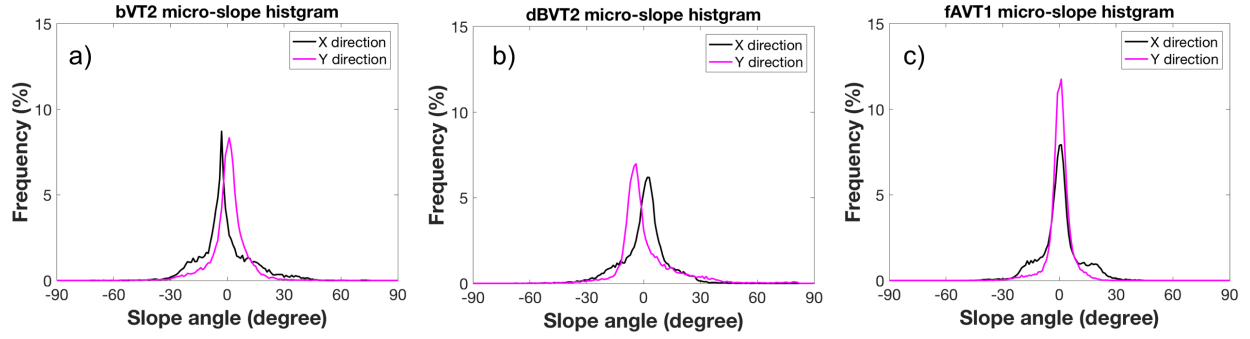 bVT2 micro-slope histgram
a)
X direction
Y direction
15
10
5
0
-90
-60
-30
0
30
60
90
Frequency (%)
Slope angle (degree)
dBVT2 micro-slope histgram
b)
X direction
Y direction
15
10
5
0
-90
-60
-30
0
30
60
90
Frequency (%)
Slope angle (degree)
fAVT1 micro-slope histgram
c)
X direction
Y direction
15
10
5
0
-90
-60
-30
0
30
60
90
Frequency (%)
Slope angle (degree)